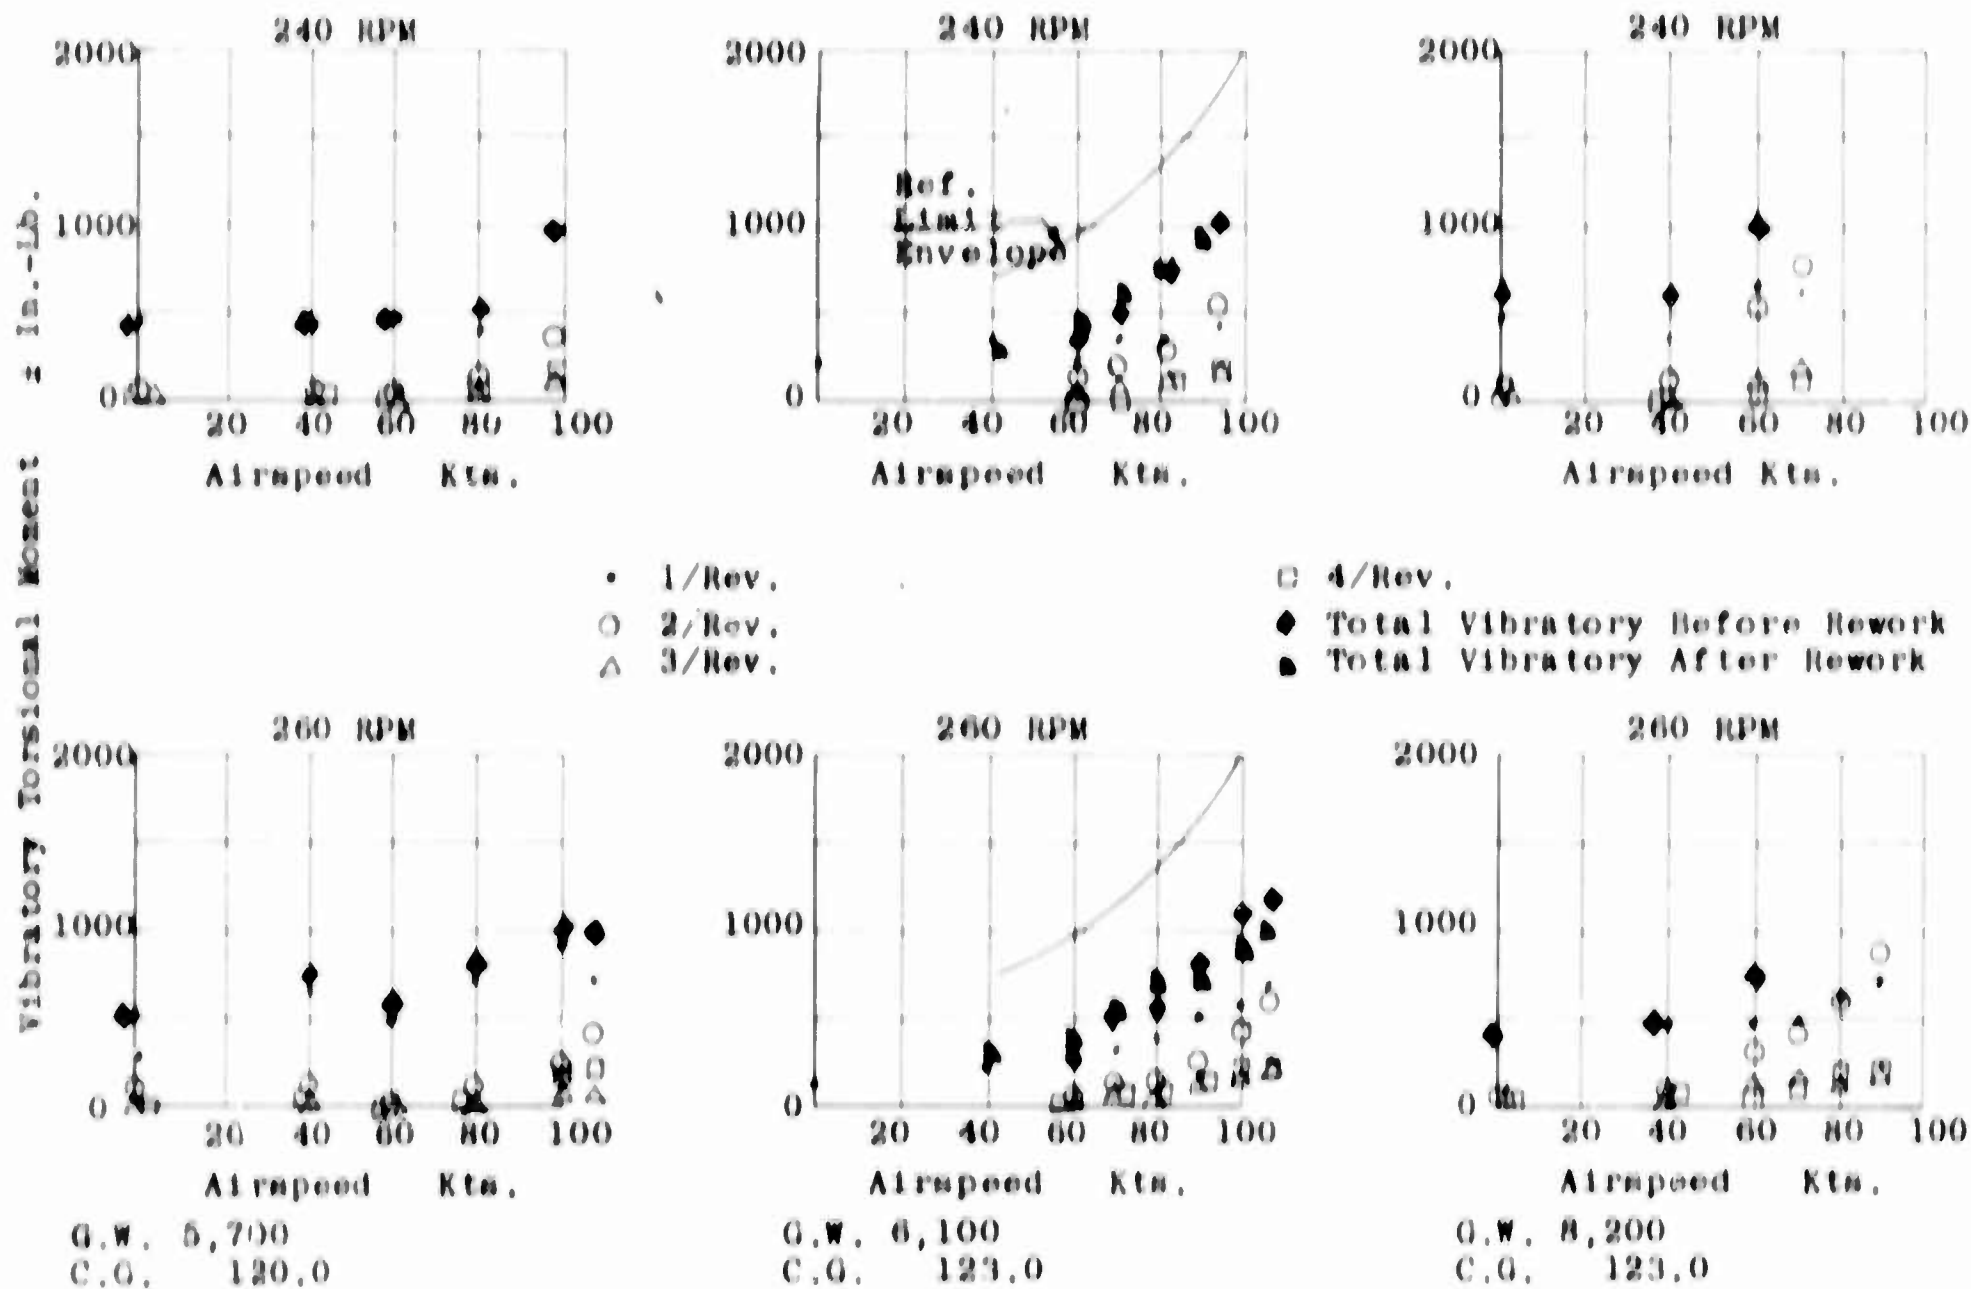 240 RPM
240 RPM
240 RPM
Vibratory Torsional Moment ± In.-Lb.
2000
1000
0
20 40 60 80 100
Airspeed Kts.
2000
1000
0
Ref.
Limit
Envelope
20 40 60 80 100
Airspeed Kts.
2000
1000
0
20 40 60 80 100
Airspeed Kts.
1/Rev.
2/Rev.
3/Rev.
4/Rev.
Total Vibratory Before Rework
Total Vibratory After Rework
260 RPM
260 RPM
260 RPM
2000
1000
0
20 40 60 80 100
Airspeed Kts.
2000
1000
0
20 40 60 80 100
Airspeed Kts.
2000
1000
0
20 40 60 80 100
Airspeed Kts.
G.W. 5,700
C.G. 120.0
G.W. 6,100
C.G. 123.0
G.W. 8,200
C.G. 123.0